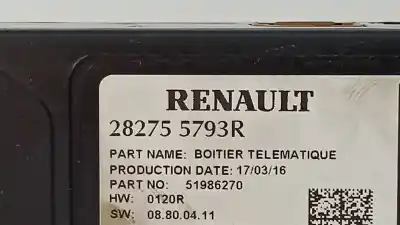 RENAULT
28275 5793R
PART NAME: BOITIER TELEMATIQUE
PRODUCTION DATE: 17/03/16
PART NO: 51986270
HW: 0120R
SW: 08.80.04.11